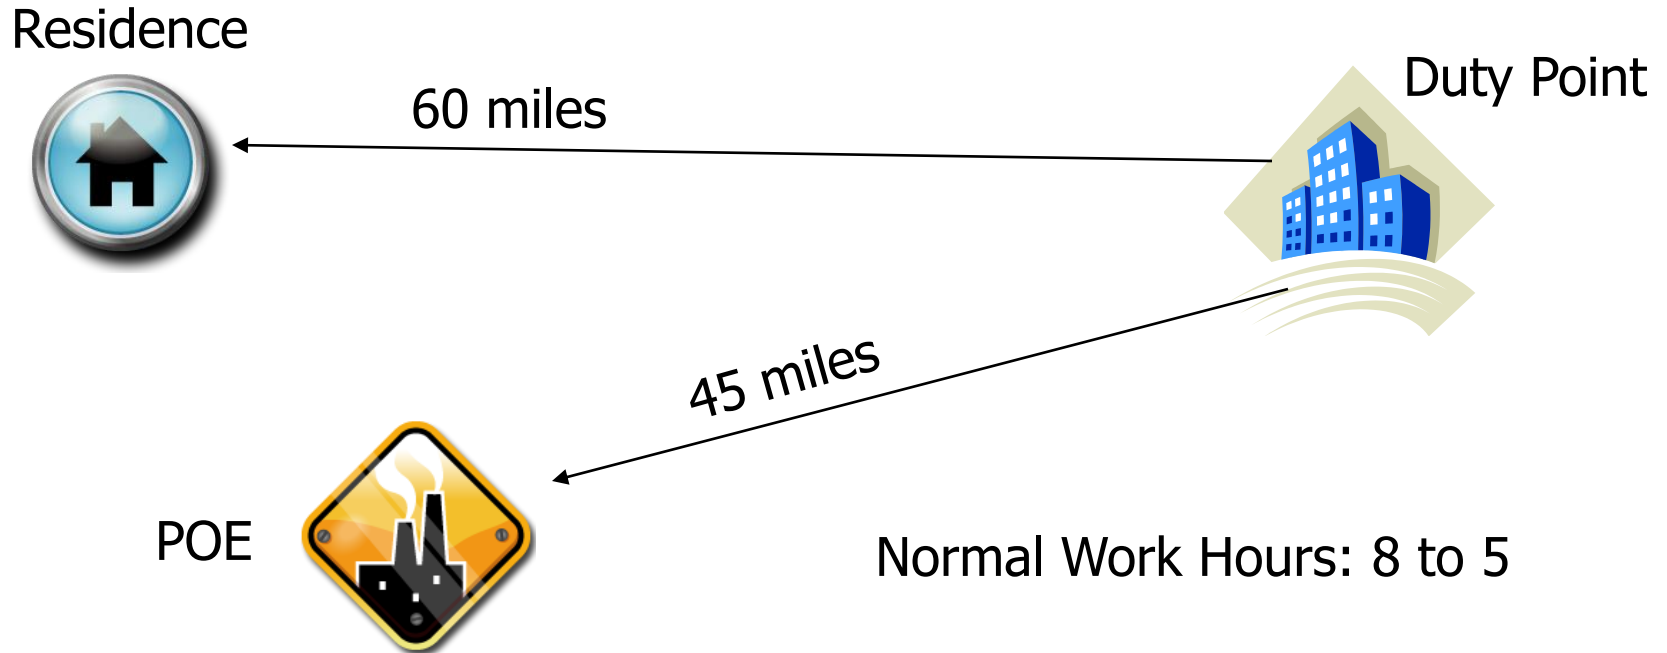 Residence
Duty Point
60 miles
45 miles
POE
Normal Work Hours: 8 to 5